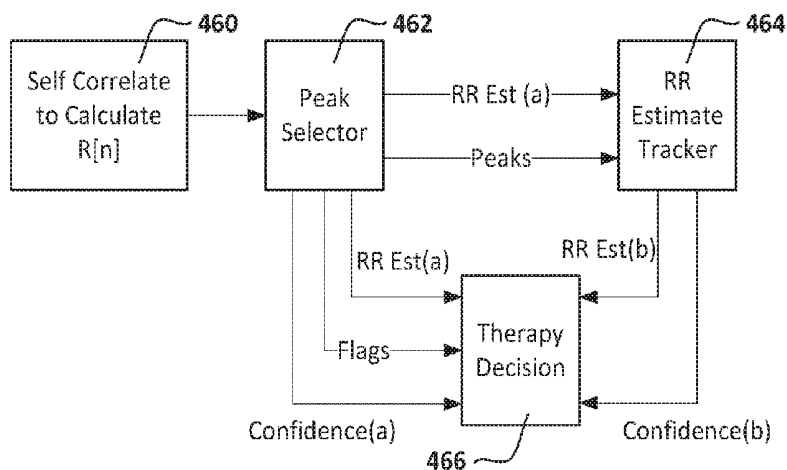 460
462
464
Self Correlate
to Calculate
R[n]
Peak
Selector
RR Est (a)
Peaks
RR
Estimate
Tracker
RR Est(a)
RR Est(b)
Flags
Therapy
Decision
Confidence(a)
Confidence(b)
466